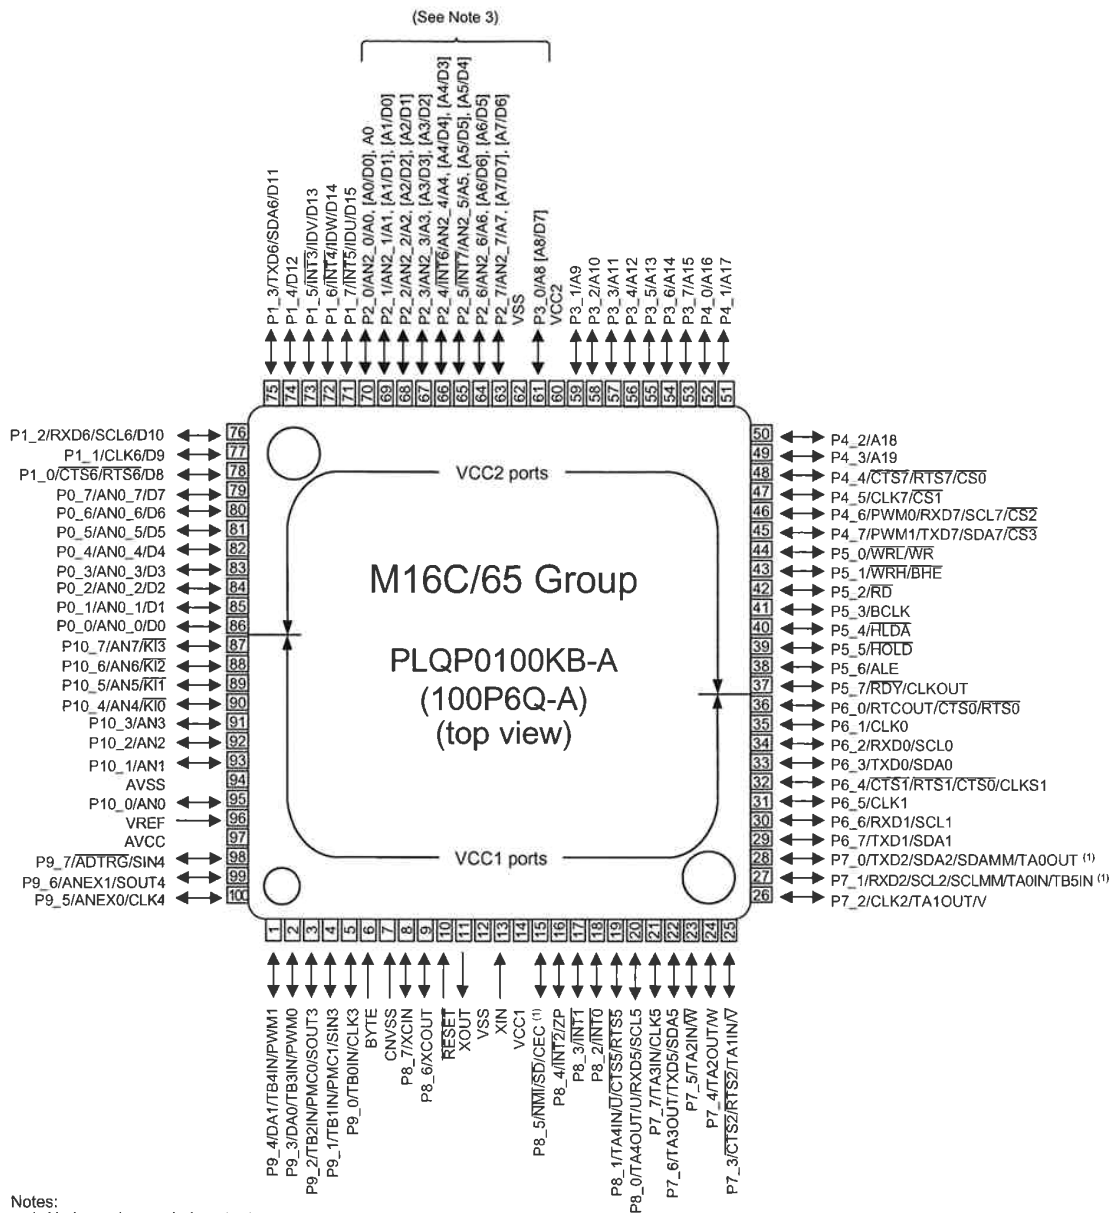 (See Note 3)
P1_3/TXD6/SDA6/D11
P1_4/D12
P1_5/INT3/IDV/D13
P1_6/INT4/IDW/D14
P1_7/INT5/IDU/D15
P2_0/AN2_0/A0, [A0/D0], A0
P2_1/AN2_1/A1, [A1/D1], [A1/D0]
P2_2/AN2_2/A2, [A2/D2], [A2/D1]
P2_3/AN2_3/A3, [A3/D3], [A3/D2]
P2_4/INT6/AN2_4/A4, [A4/D4], [A4/D3]
P2_5/INT7/AN2_5/A5, [A5/D5], [A5/D4]
P2_6/AN2_6/A6, [A6/D6], [A6/D5]
P2_7/AN2_7/A7, [A7/D7], [A7/D6]
VSS
P3_0/A8 [A8/D7]
VCC2
P3_1/A9
P3_2/A10
P3_3/A11
P3_4/A12
P3_5/A13
P3_6/A14
P3_7/A15
P4_0/A16
P4_1/A17
75 74 73 72 71 70 69 68 67 66 65 64 63 62 61 60 59 58 57 56 55 54 53 52 51
P1_2/RXD6/SCL6/D10 76
P1_1/CLK6/D9 77
P1_0/CTS6/RTS6/D8 78
P0_7/AN0_7/D7 79
P0_6/AN0_6/D6 80
P0_5/AN0_5/D5 81
P0_4/AN0_4/D4 82
P0_3/AN0_3/D3 83
P0_2/AN0_2/D2 84
P0_1/AN0_1/D1 85
P0_0/AN0_0/D0 86
P10_7/AN7/KI3 87
P10_6/AN6/KI2 88
P10_5/AN5/KI1 89
P10_4/AN4/KI0 90
P10_3/AN3 91
P10_2/AN2 92
P10_1/AN1 93
AVSS 94
P10_0/AN0 95
VREF 96
AVCC 97
P9_7/ADTRG/SIN4 98
P9_6/ANEX1/SOUT4 99
P9_5/ANEX0/CLK4 100
VCC2 ports
M16C/65 Group
PLQP0100KB-A
(100P6Q-A)
(top view)
VCC1 ports
50 P4_2/A18
49 P4_3/A19
48 P4_4/CTS7/RTS7/CS0
47 P4_5/CLK7/CS1
46 P4_6/PWM0/RXD7/SCL7/CS2
45 P4_7/PWM1/TXD7/SDA7/CS3
44 P5_0/WRL/WR
43 P5_1/WRH/BHE
42 P5_2/RD
41 P5_3/BCLK
40 P5_4/HLDA
39 P5_5/HOLD
38 P5_6/ALE
37 P5_7/RDY/CLKOUT
36 P6_0/RTCOUT/CTS0/RTS0
35 P6_1/CLK0
34 P6_2/RXD0/SCL0
33 P6_3/TXD0/SDA0
32 P6_4/CTS1/RTS1/CTS0/CLKS1
31 P6_5/CLK1
30 P6_6/RXD1/SCL1
29 P6_7/TXD1/SDA1
28 P7_0/TXD2/SDA2/SDAMM/TA0OUT (1)
27 P7_1/RXD2/SCL2/SCLMM/TA0IN/TB5IN (1)
26 P7_2/CLK2/TA1OUT/V
1 2 3 4 5 6 7 8 9 10 11 12 13 14 15 16 17 18 19 20 21 22 23 24 25
P9_4/DA1/TB4IN/PWM1
P9_3/DA0/TB3IN/PWM0
P9_2/TB2IN/PMC0/SOUT3
P9_1/TB1IN/PMC1/SIN3
P9_0/TB0IN/CLK3
BYTE
CNVSS
P8_7/XCIN
P8_6/XCOUT
RESET
XOUT
VSS
XIN
VCC1
P8_5/NMI/SD/CEC (1)
P8_4/INT2/ZP
P8_3/INT1
P8_2/INT0
P8_1/TA4IN/U/CTS5/RTS5
P8_0/TA4OUT/U/RXD5/SCL5
P7_7/TA3IN/CLK5
P7_6/TA3OUT/TXD5/SDA5
P7_5/TA2IN/W
P7_4/TA2OUT/W
P7_3/CTS2/RTS2/TA1IN/V
Notes: